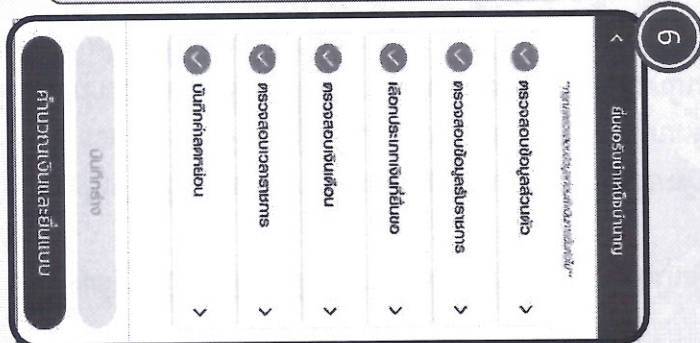 6
ยื่นขอรับบำเหน็จบำนาญ
ตรวจสอบข้อมูลส่วนตัว
ตรวจสอบข้อมูลรับราชการ
เลือกประเภทเงินที่ยื่นขอ
ตรวจสอบเงินเดือน
ตรวจสอบเวลาราชการ
บันทึกค่าลดหย่อน
บันทึกร่าง
คำนวณเงินและยื่นแบบ